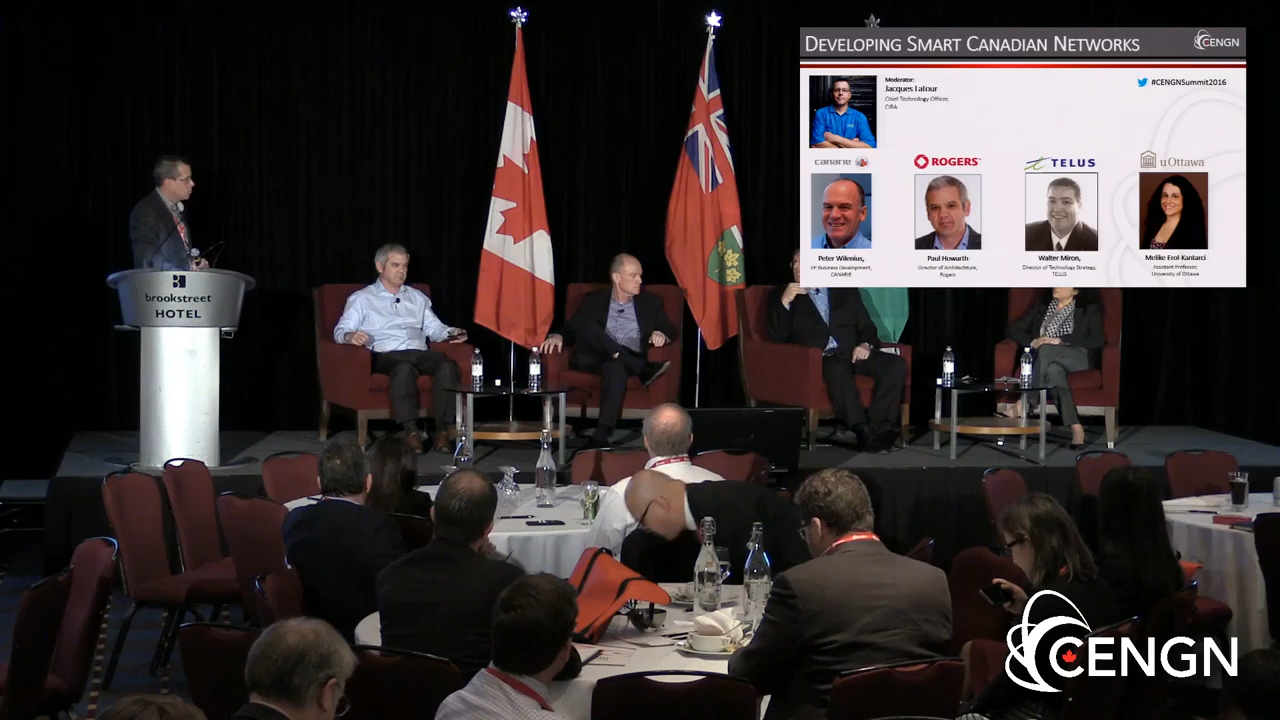 DEVELOPING SMART CANADIAN NETWORKS
CENGN
Moderator:
Jacques Latour
Chief Technology Officer,
CIRA
#CENGNSummit2016
canarie
ROGERS
TELUS
uOttawa
Peter Wilenius,
VP Business Development,
CANARIE
Paul Howarth
Director of Architechture,
Rogers
Walter Miron,
Director of Technology Strategy,
TELUS
Melike Erol-Kantarci
Assistant Professor,
University of Ottawa
brookstreet
HOTEL
CENGN